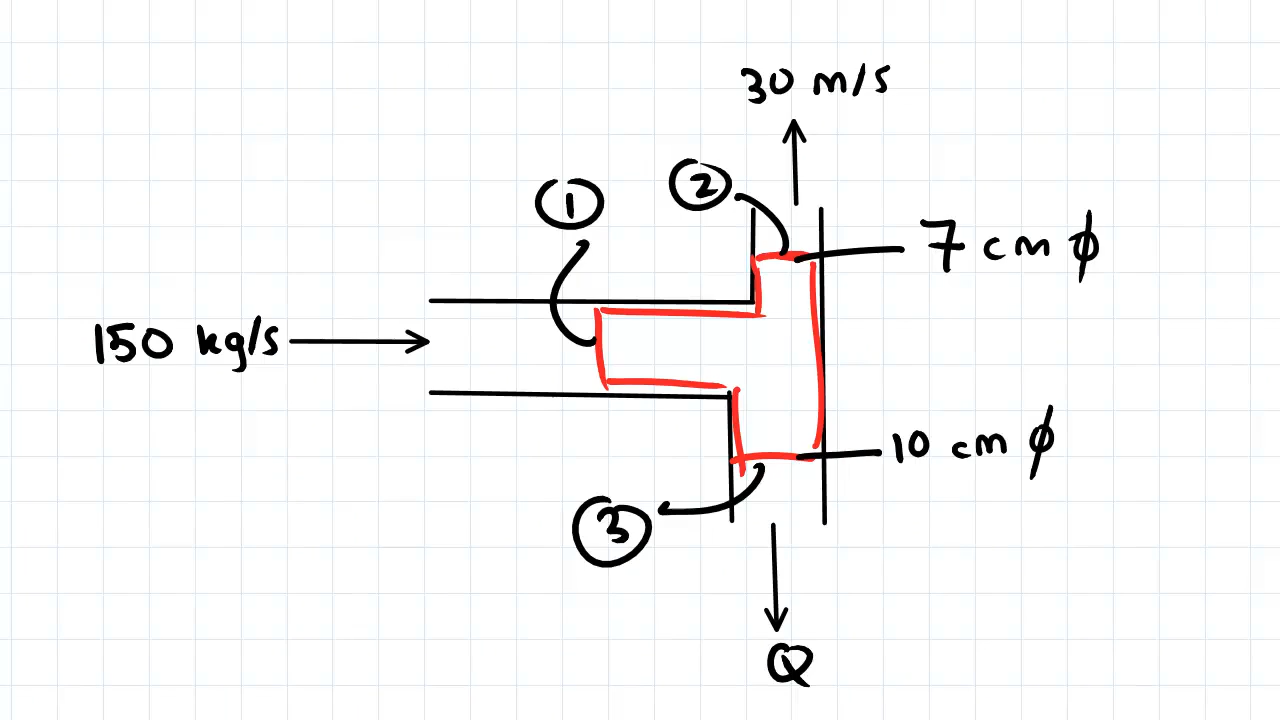 30 m/s
①
②
7 cm ϕ
150 kg/s
10 cm ϕ
③
Q